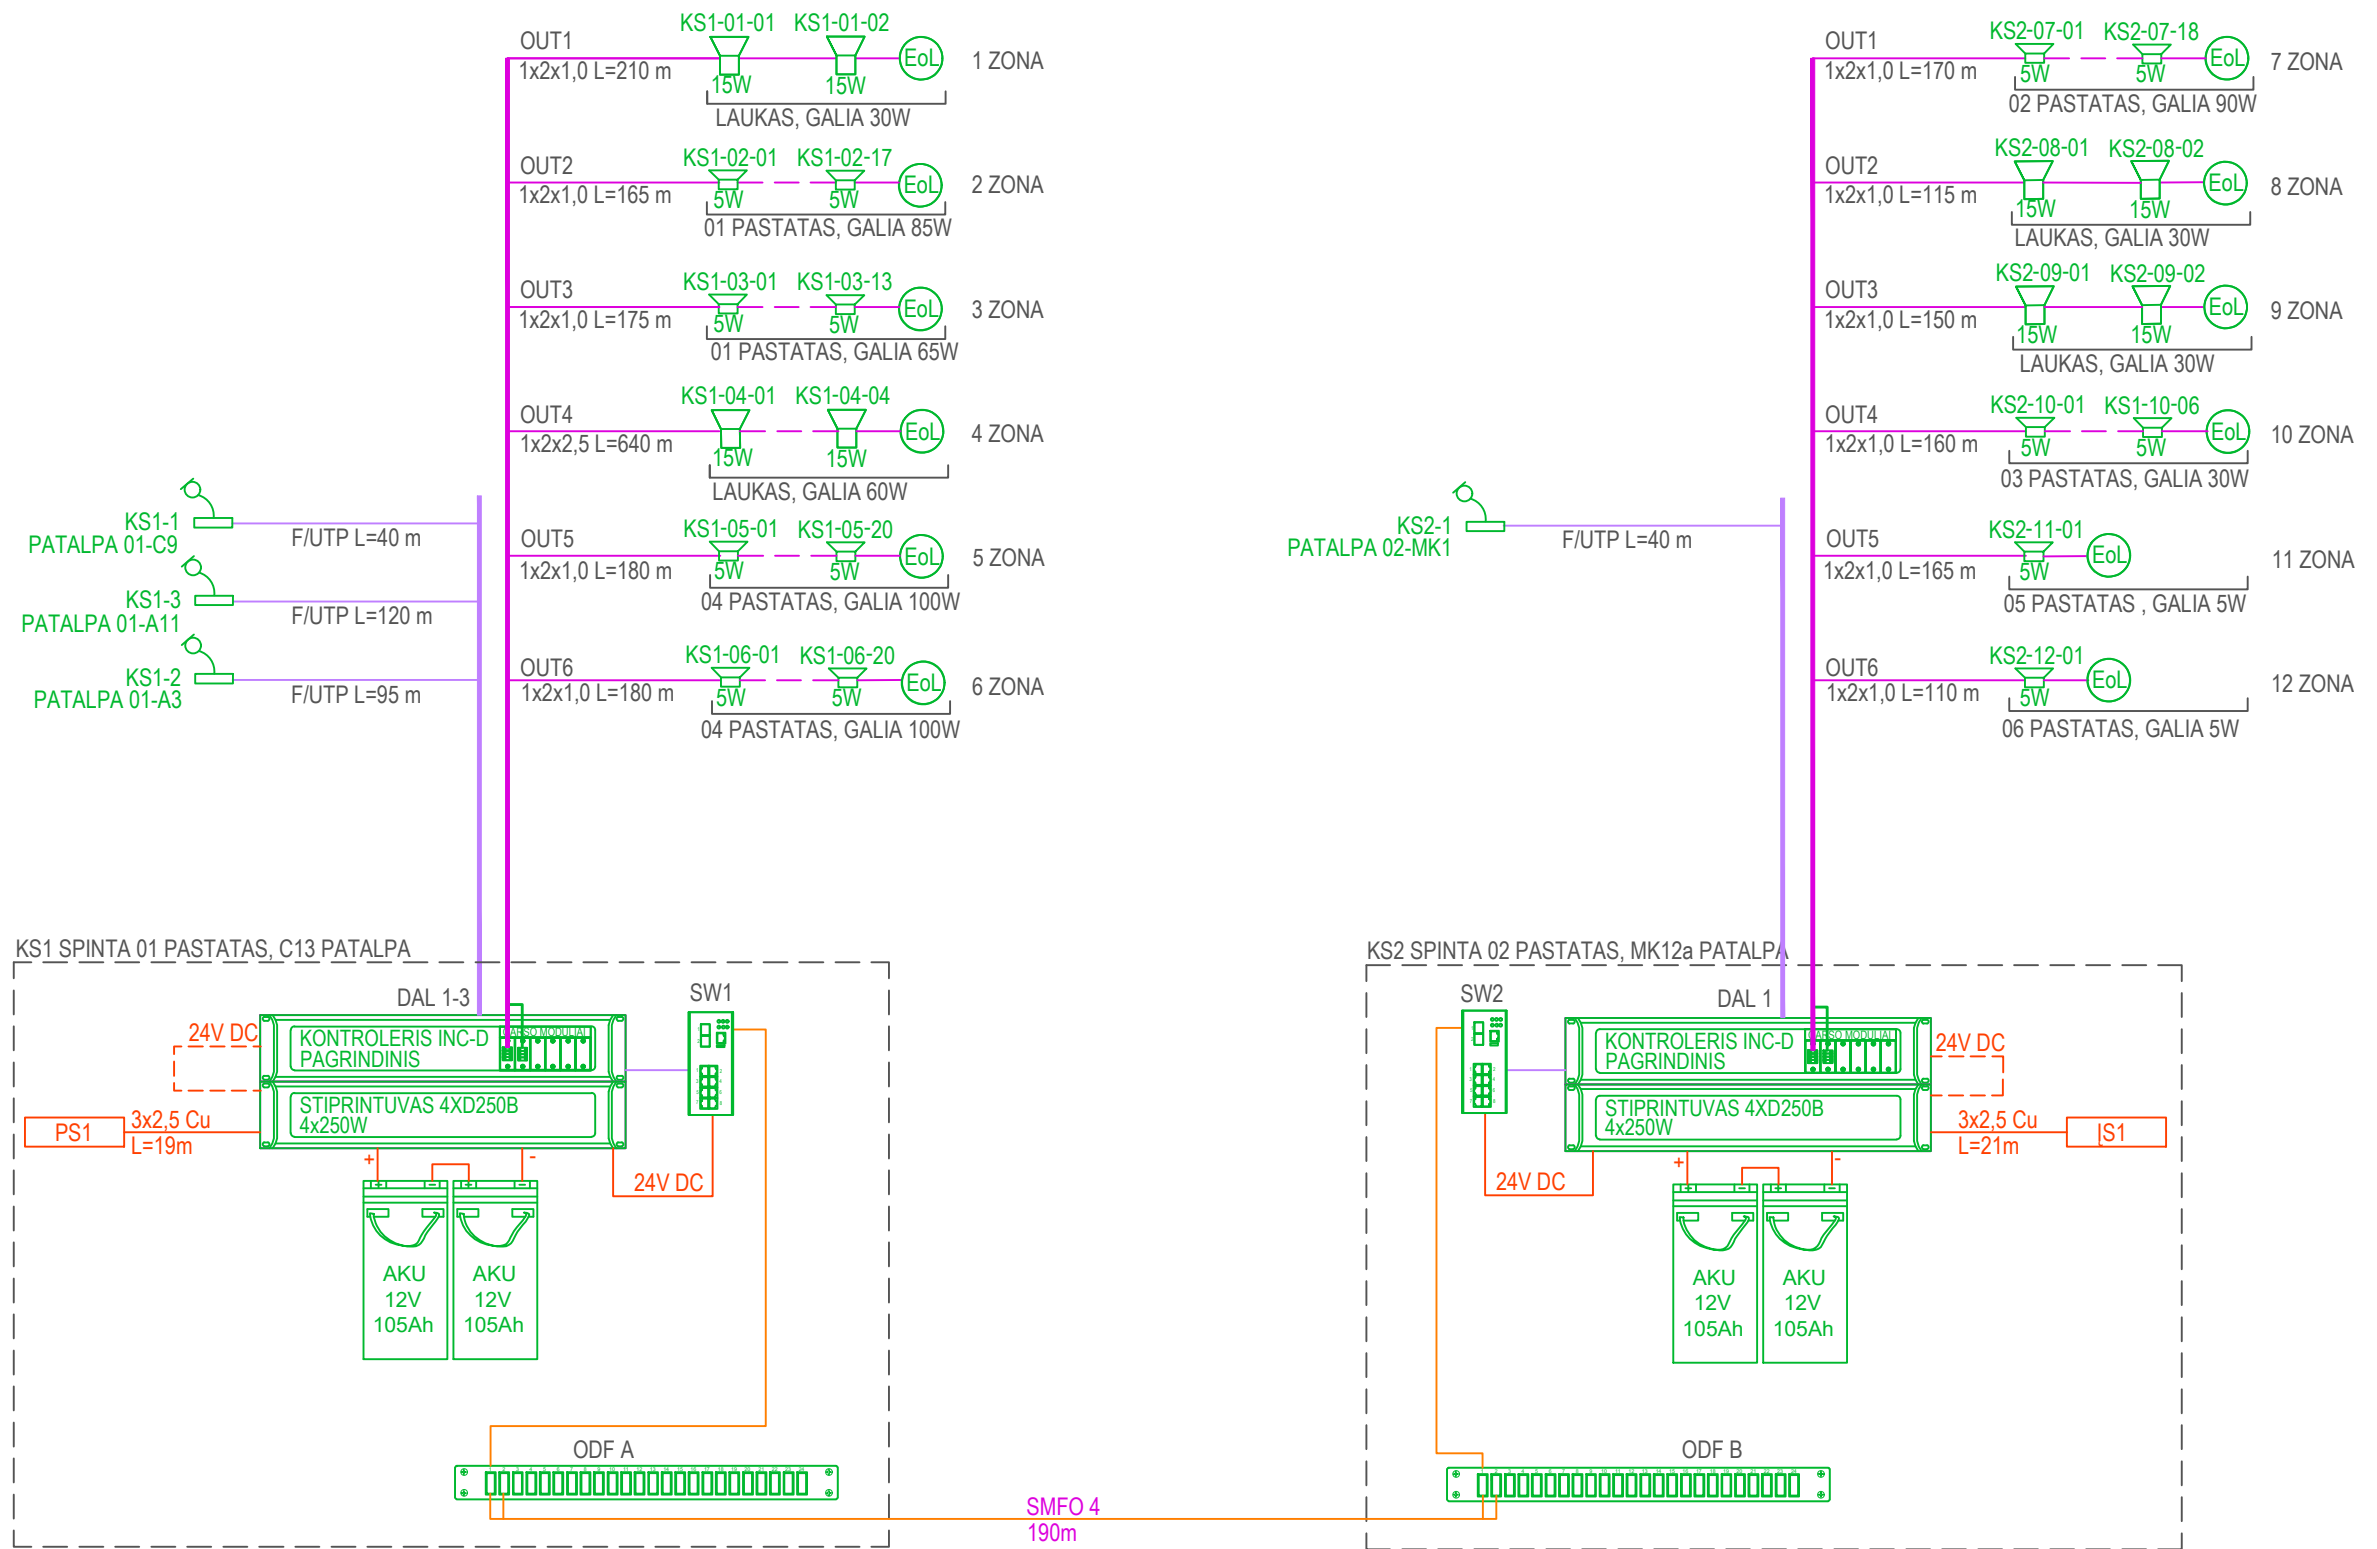 KS1-01-01 KS1-01-02
OUT1
EoL
1 ZONA
1x2x1,0 L=210 m
15W 15W
LAUKAS, GALIA 30W
KS1-02-01 KS1-02-17
OUT2
EoL
2 ZONA
1x2x1,0 L=165 m
5W 5W
01 PASTATAS, GALIA 85W
KS1-03-01 KS1-03-13
OUT3
EoL
3 ZONA
1x2x1,0 L=175 m
5W 5W
01 PASTATAS, GALIA 65W
KS1-04-01 KS1-04-04
OUT4
EoL
4 ZONA
1x2x2,5 L=640 m
15W 15W
LAUKAS, GALIA 60W
KS1-05-01 KS1-05-20
OUT5
EoL
5 ZONA
1x2x1,0 L=180 m
5W 5W
04 PASTATAS, GALIA 100W
KS1-06-01 KS1-06-20
OUT6
EoL
6 ZONA
1x2x1,0 L=180 m
5W 5W
04 PASTATAS, GALIA 100W
KS1-1
PATALPA 01-C9
F/UTP L=40 m
KS1-3
PATALPA 01-A11
F/UTP L=120 m
KS1-2
PATALPA 01-A3
F/UTP L=95 m
KS1 SPINTA 01 PASTATAS, C13 PATALPA
DAL 1-3
SW1
24V DC
KONTROLERIS INC-D
PAGRINDINIS
GARSO MODULIAI
STIPRINTUVAS 4XD250B
4x250W
PS1
3x2,5 Cu
L=19m
+ -
24V DC
+ - + -
AKU
12V
105Ah
AKU
12V
105Ah
ODF A
SMFO 4
190m
KS2-07-01 KS2-07-18
OUT1
EoL
7 ZONA
1x2x1,0 L=170 m
5W 5W
02 PASTATAS, GALIA 90W
KS2-08-01 KS2-08-02
OUT2
EoL
8 ZONA
1x2x1,0 L=115 m
15W 15W
LAUKAS, GALIA 30W
KS2-09-01 KS2-09-02
OUT3
EoL
9 ZONA
1x2x1,0 L=150 m
15W 15W
LAUKAS, GALIA 30W
KS2-10-01 KS1-10-06
OUT4
EoL
10 ZONA
1x2x1,0 L=160 m
5W 5W
03 PASTATAS, GALIA 30W
KS2-11-01
OUT5
EoL
11 ZONA
1x2x1,0 L=165 m
5W
05 PASTATAS , GALIA 5W
KS2-12-01
OUT6
EoL
12 ZONA
1x2x1,0 L=110 m
5W
06 PASTATAS, GALIA 5W
KS2-1
PATALPA 02-MK1
F/UTP L=40 m
KS2 SPINTA 02 PASTATAS, MK12a PATALPA
SW2
DAL 1
KONTROLERIS INC-D
PAGRINDINIS
GARSO MODULIAI
24V DC
STIPRINTUVAS 4XD250B
4x250W
3x2,5 Cu
L=21m
ĮS1
24V DC
+ -
+ - + -
AKU
12V
105Ah
AKU
12V
105Ah
ODF B